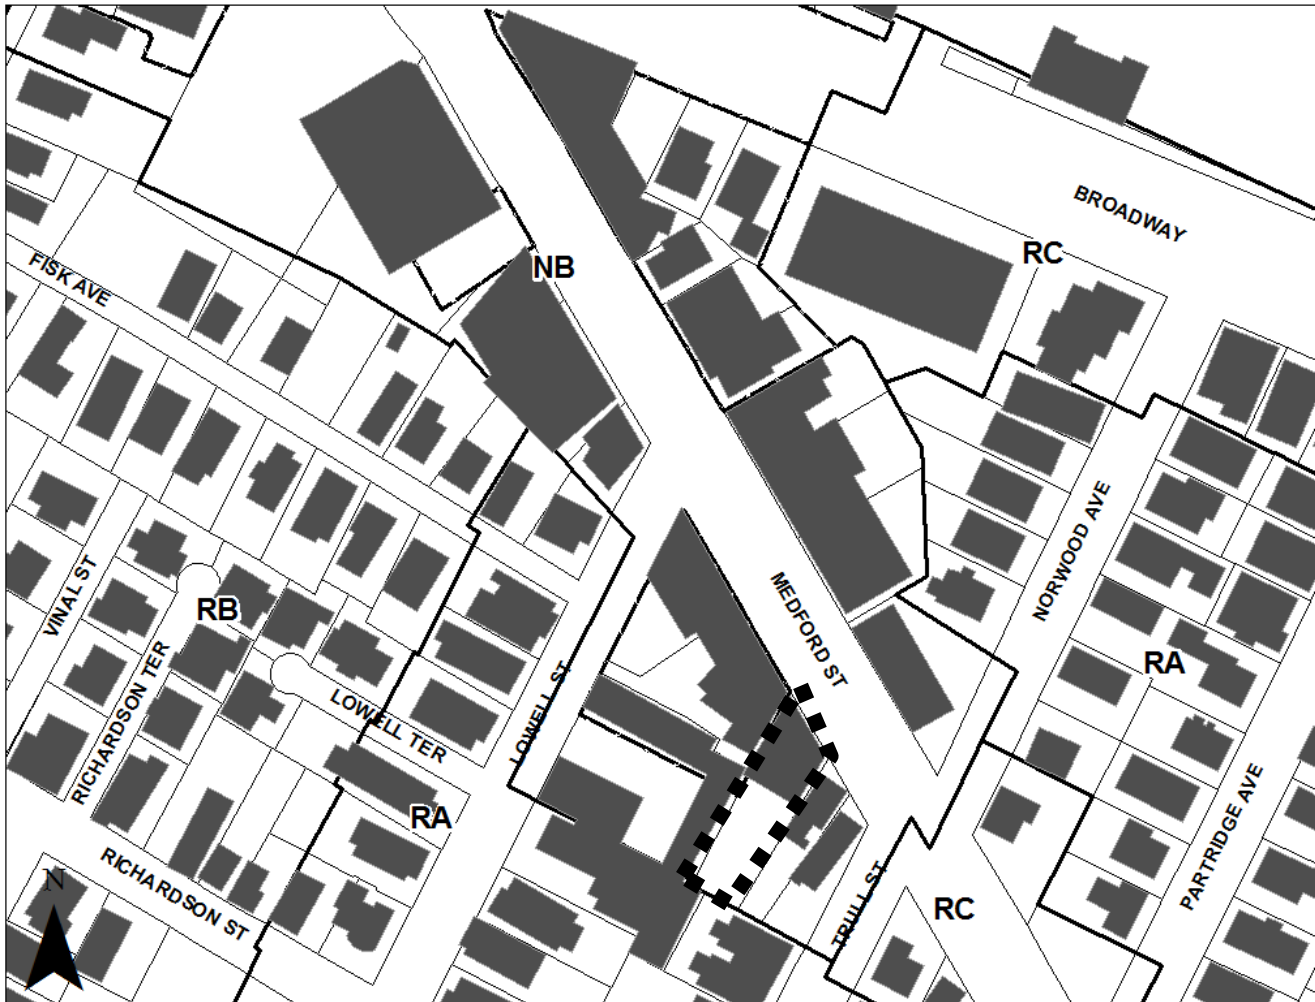 BROADWAY
RC
NB
FISK AVE
NORWOOD AVE
MEDFORD ST
VINAL ST
RB
RA
RICHARDSON TER
LOWELL TER
LOWELL ST
PARTRIDGE AVE
RA
RICHARDSON ST
N
TRULL ST
RC